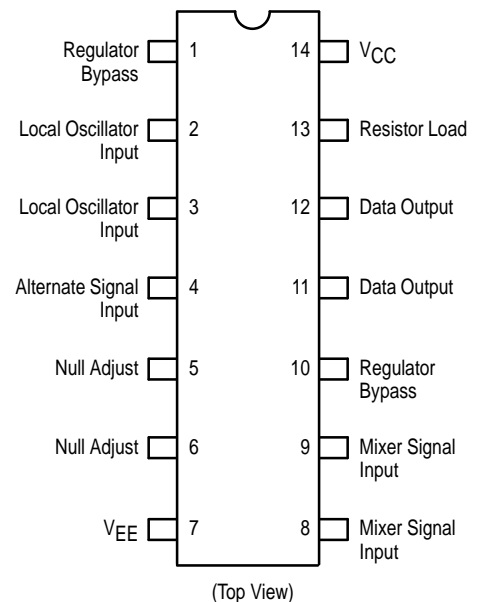 Regulator
Bypass
1
14
VCC
Local Oscillator
Input
2
13
Resistor Load
Local Oscillator
Input
3
12
Data Output
Alternate Signal
Input
4
11
Data Output
Null Adjust
5
10
Regulator
Bypass
Null Adjust
6
9
Mixer Signal
Input
VEE
7
8
Mixer Signal
Input
(Top View)